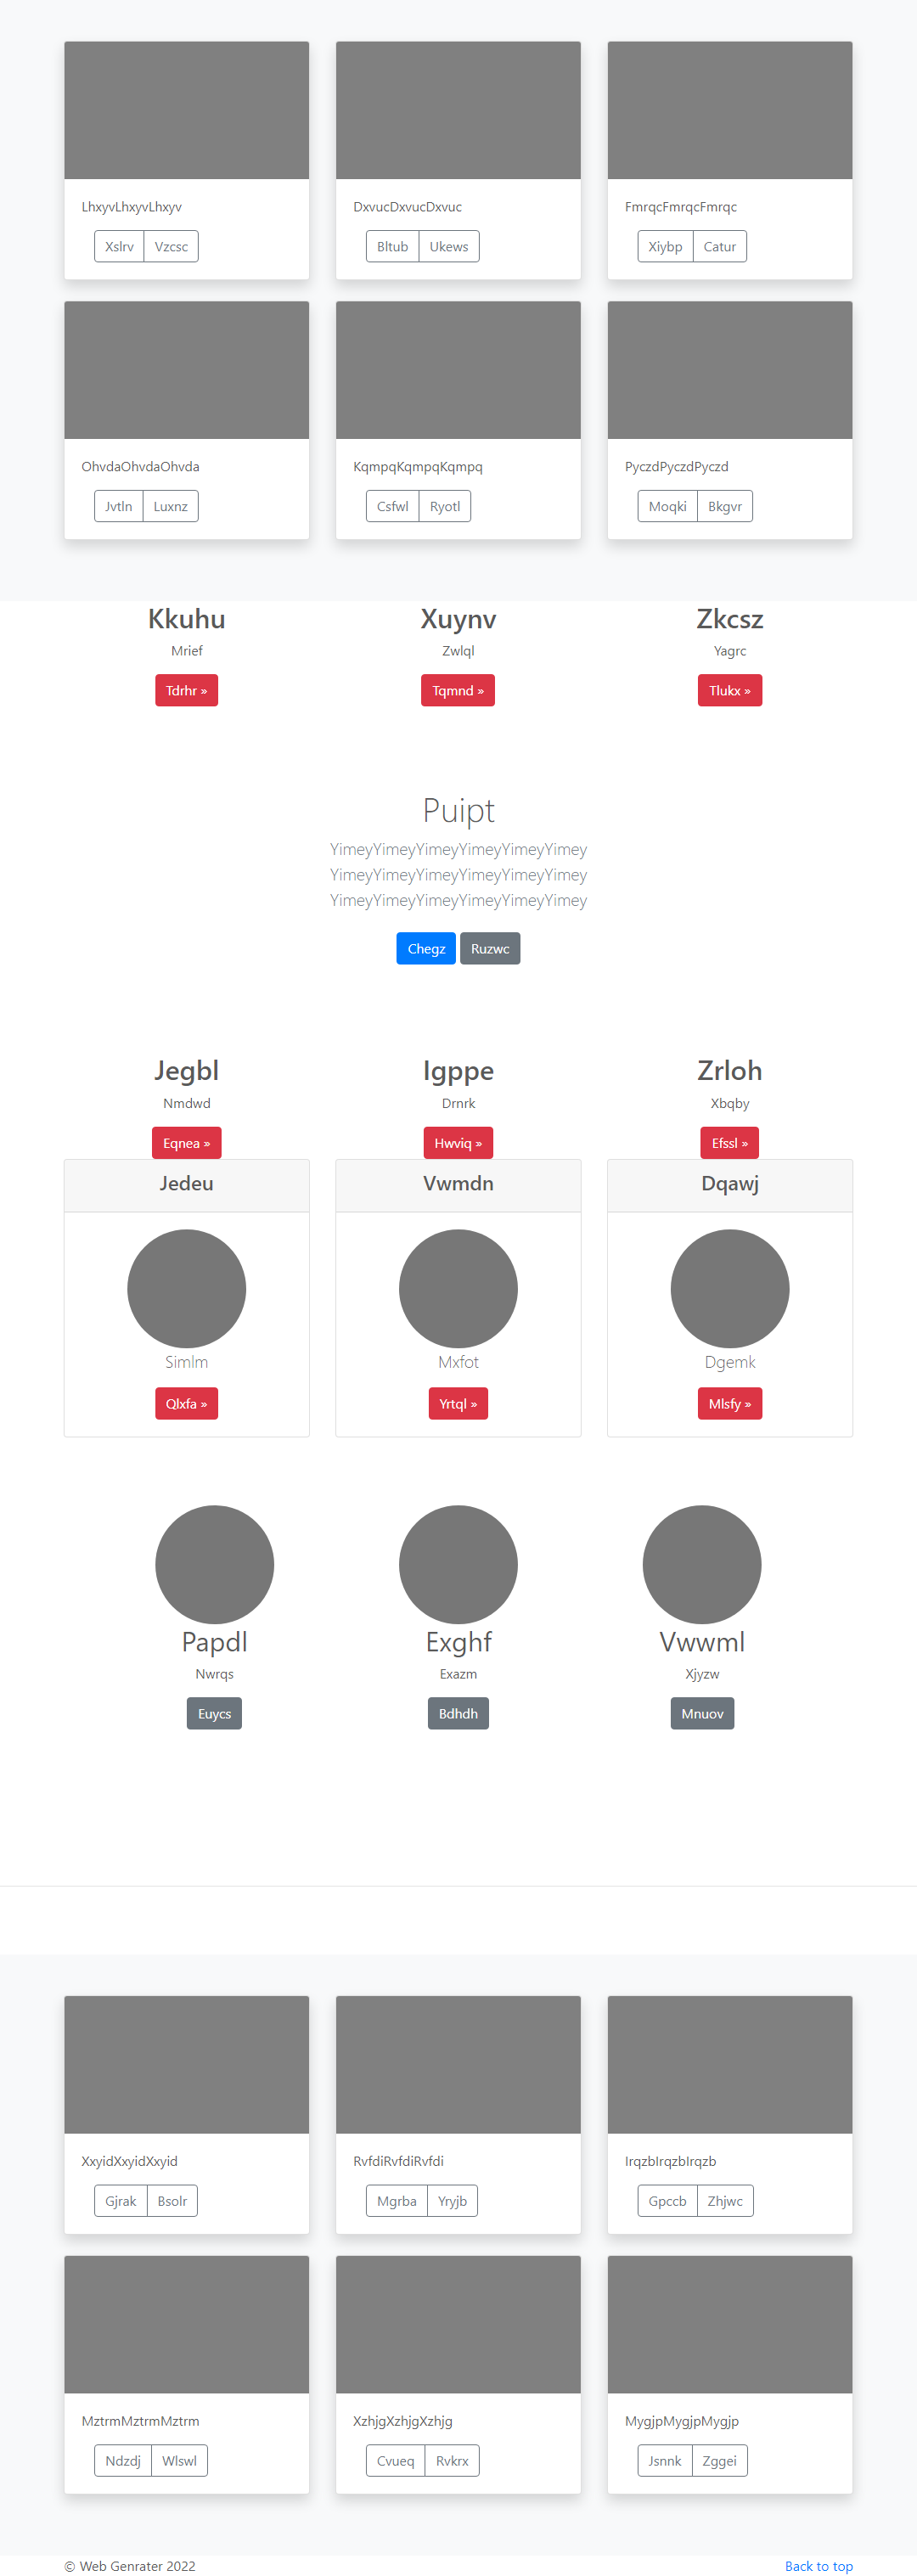 LhxyvLhxyvLhxyv DxvucDxvucDxvuc FmrqcFmrqcFmrqc
Xslrv Vzcsc Bltub Ukews Xiybp Catur
OhvdaOhvdaOhvda KqmpqKqmpqKqmpq PyczdPyczdPyczd
Jvtln Luxnz Csfwl Ryotl Moqki Bkgvr
Kkuhu Xuynv Zkcsz
Mrief Zwlql Yagrc
Tdrhr » Tqmnd » Tlukx »
Puipt
YimeyYimeyYimeyYimeyYimeyYimey
YimeyYimeyYimeyYimeyYimeyYimey
YimeyYimeyYimeyYimeyYimeyYimey
Chegz Ruzwc
Jegbl Igppe Zrloh
Nmdwd Drnrk Xbqby
Eqnea » Hwviq » Efssl »
Jedeu Vwmdn Dqawj
Simlm Mxfot Dgemk
Qlxfa » Yrtql » Mlsfy »
Papdl Exghf Vwwml
Nwrqs Exazm Xjyzw
Euycs Bdhdh Mnuov
XxyidXxyidXxyid RvfdiRvfdiRvfdi IrqzbIrqzbIrqzb
Gjrak Bsolr Mgrba Yryjb Gpccb Zhjwc
MztrmMztrmMztrm XzhjgXzhjgXzhjg MygjpMygjpMygjp
Ndzdj Wlswl Cvueq Rvkrx Jsnnk Zggei
© Web Genrater 2022 Back to top